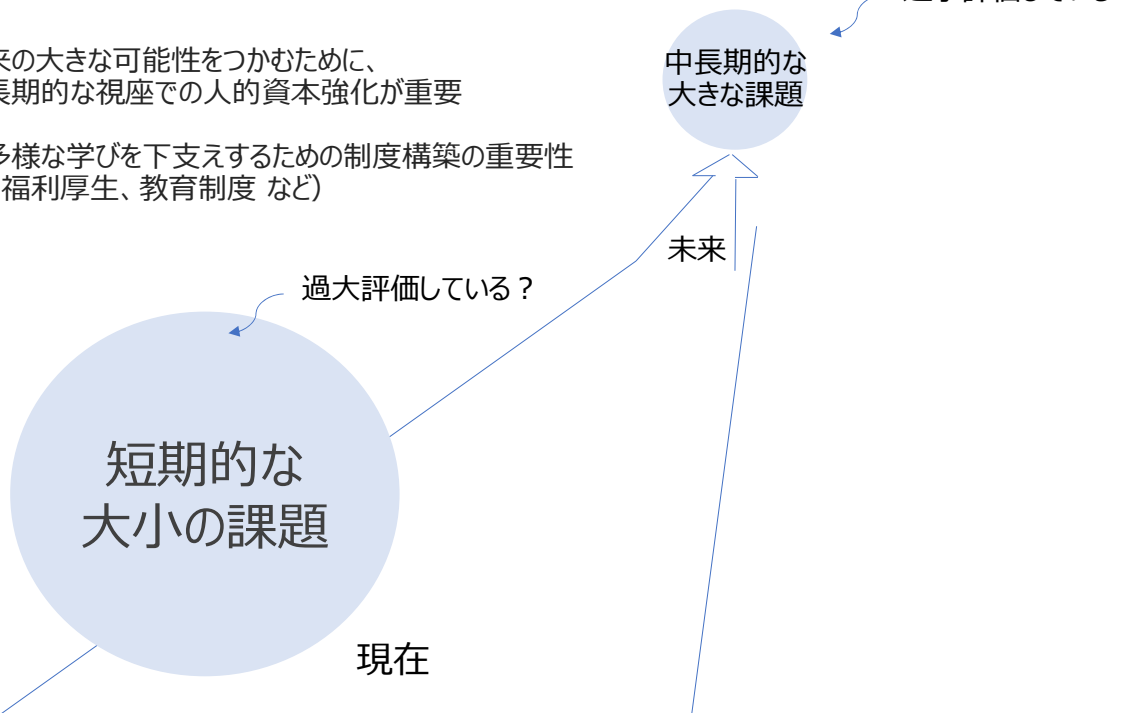 来の大きな可能性をつかむために、
長期的な視座での人的資本強化が重要
多様な学びを下支えするための制度構築の重要性
福利厚生、教育制度 など)
中長期的な
大きな課題
未来
過大評価している？
短期的な
大小の課題
現在